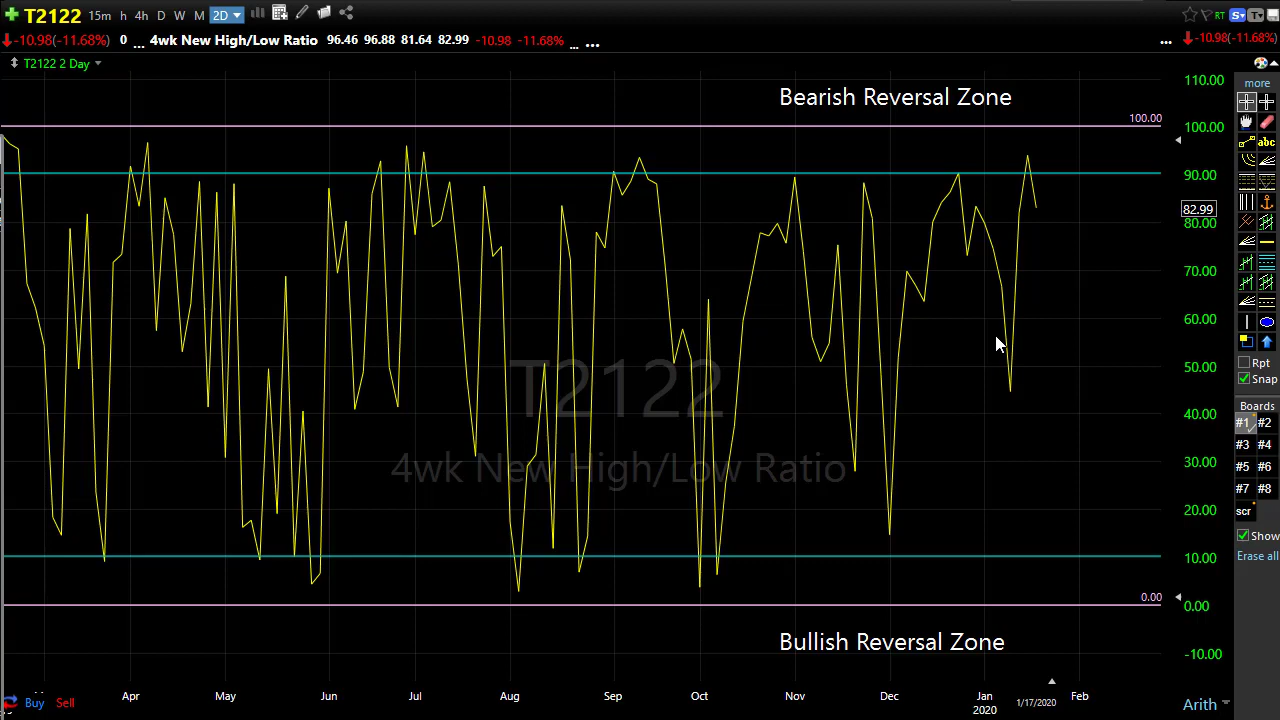 T2122 15m h 4h D W M 2D RT S T
-10.98(-11.68%) 0 ... 4wk New High/Low Ratio 96.46 96.88 81.64 82.99 -10.98 -11.68% ... ... ... -10.98(-11.68%)
T2122 2 Day
110.00
more
Bearish Reversal Zone
100.00
100.00
abc
90.00
82.99
80.00
70.00
60.00
50.00
Rpt
Snap
T2122
Boards
40.00
#1 #2
#3 #4
4wk New High/Low Ratio
30.00
#5 #6
#7 #8
20.00
scr
Show
10.00
Erase all
0.00
0.00
Bullish Reversal Zone
-10.00
Apr May Jun Jul Aug Sep Oct Nov Dec Jan Feb
Buy Sell
2020 1/17/2020
Arith